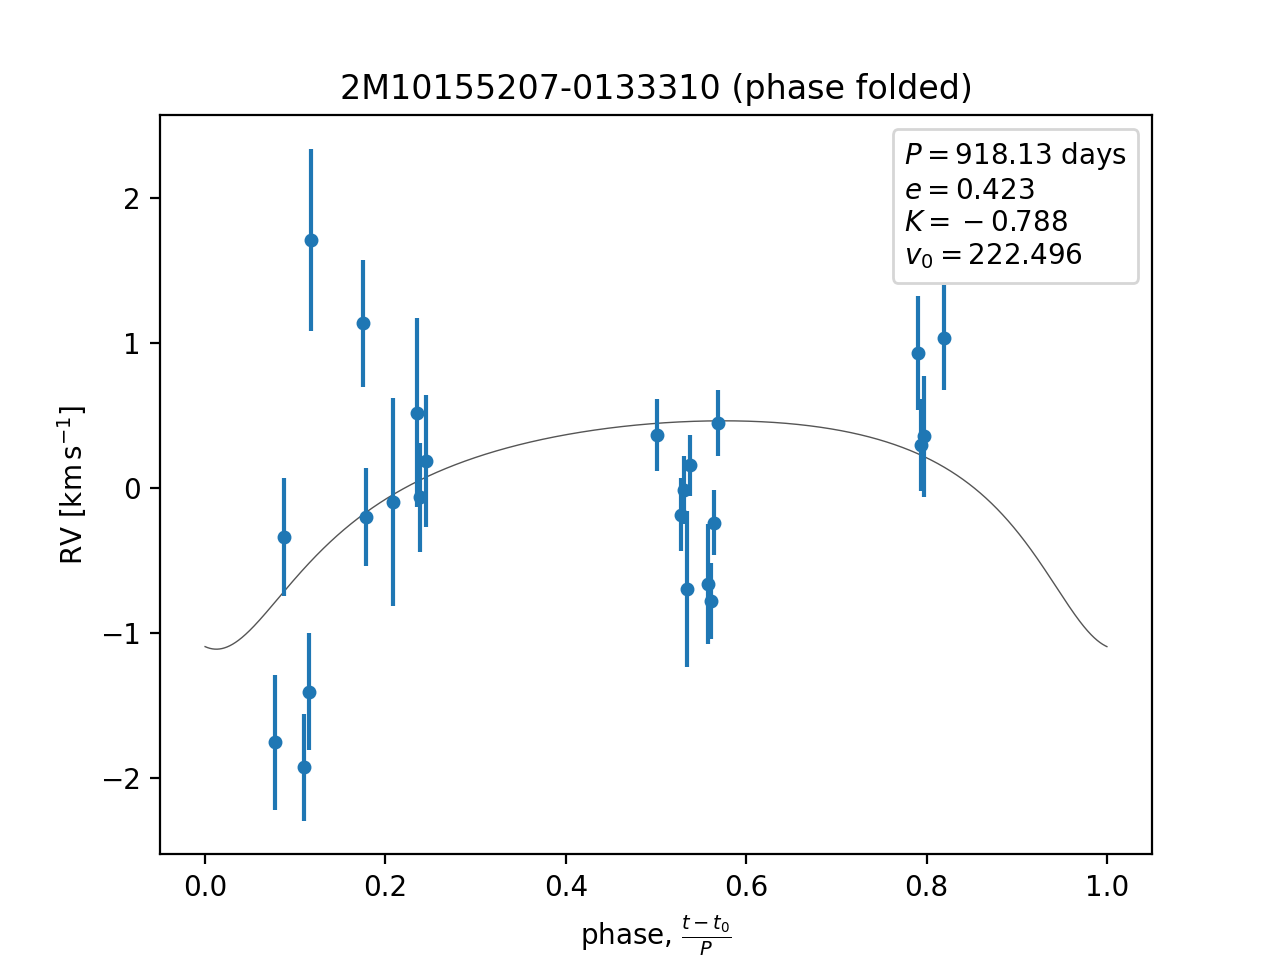 2M10155207-0133310 (phase folded)
P = 918.13 days
e = 0.423
K = −0.788
v₀ = 222.496
2
1
0
−1
−2
RV [km s⁻¹]
0.0 0.2 0.4 0.6 0.8 1.0
phase, (t − t₀)/P